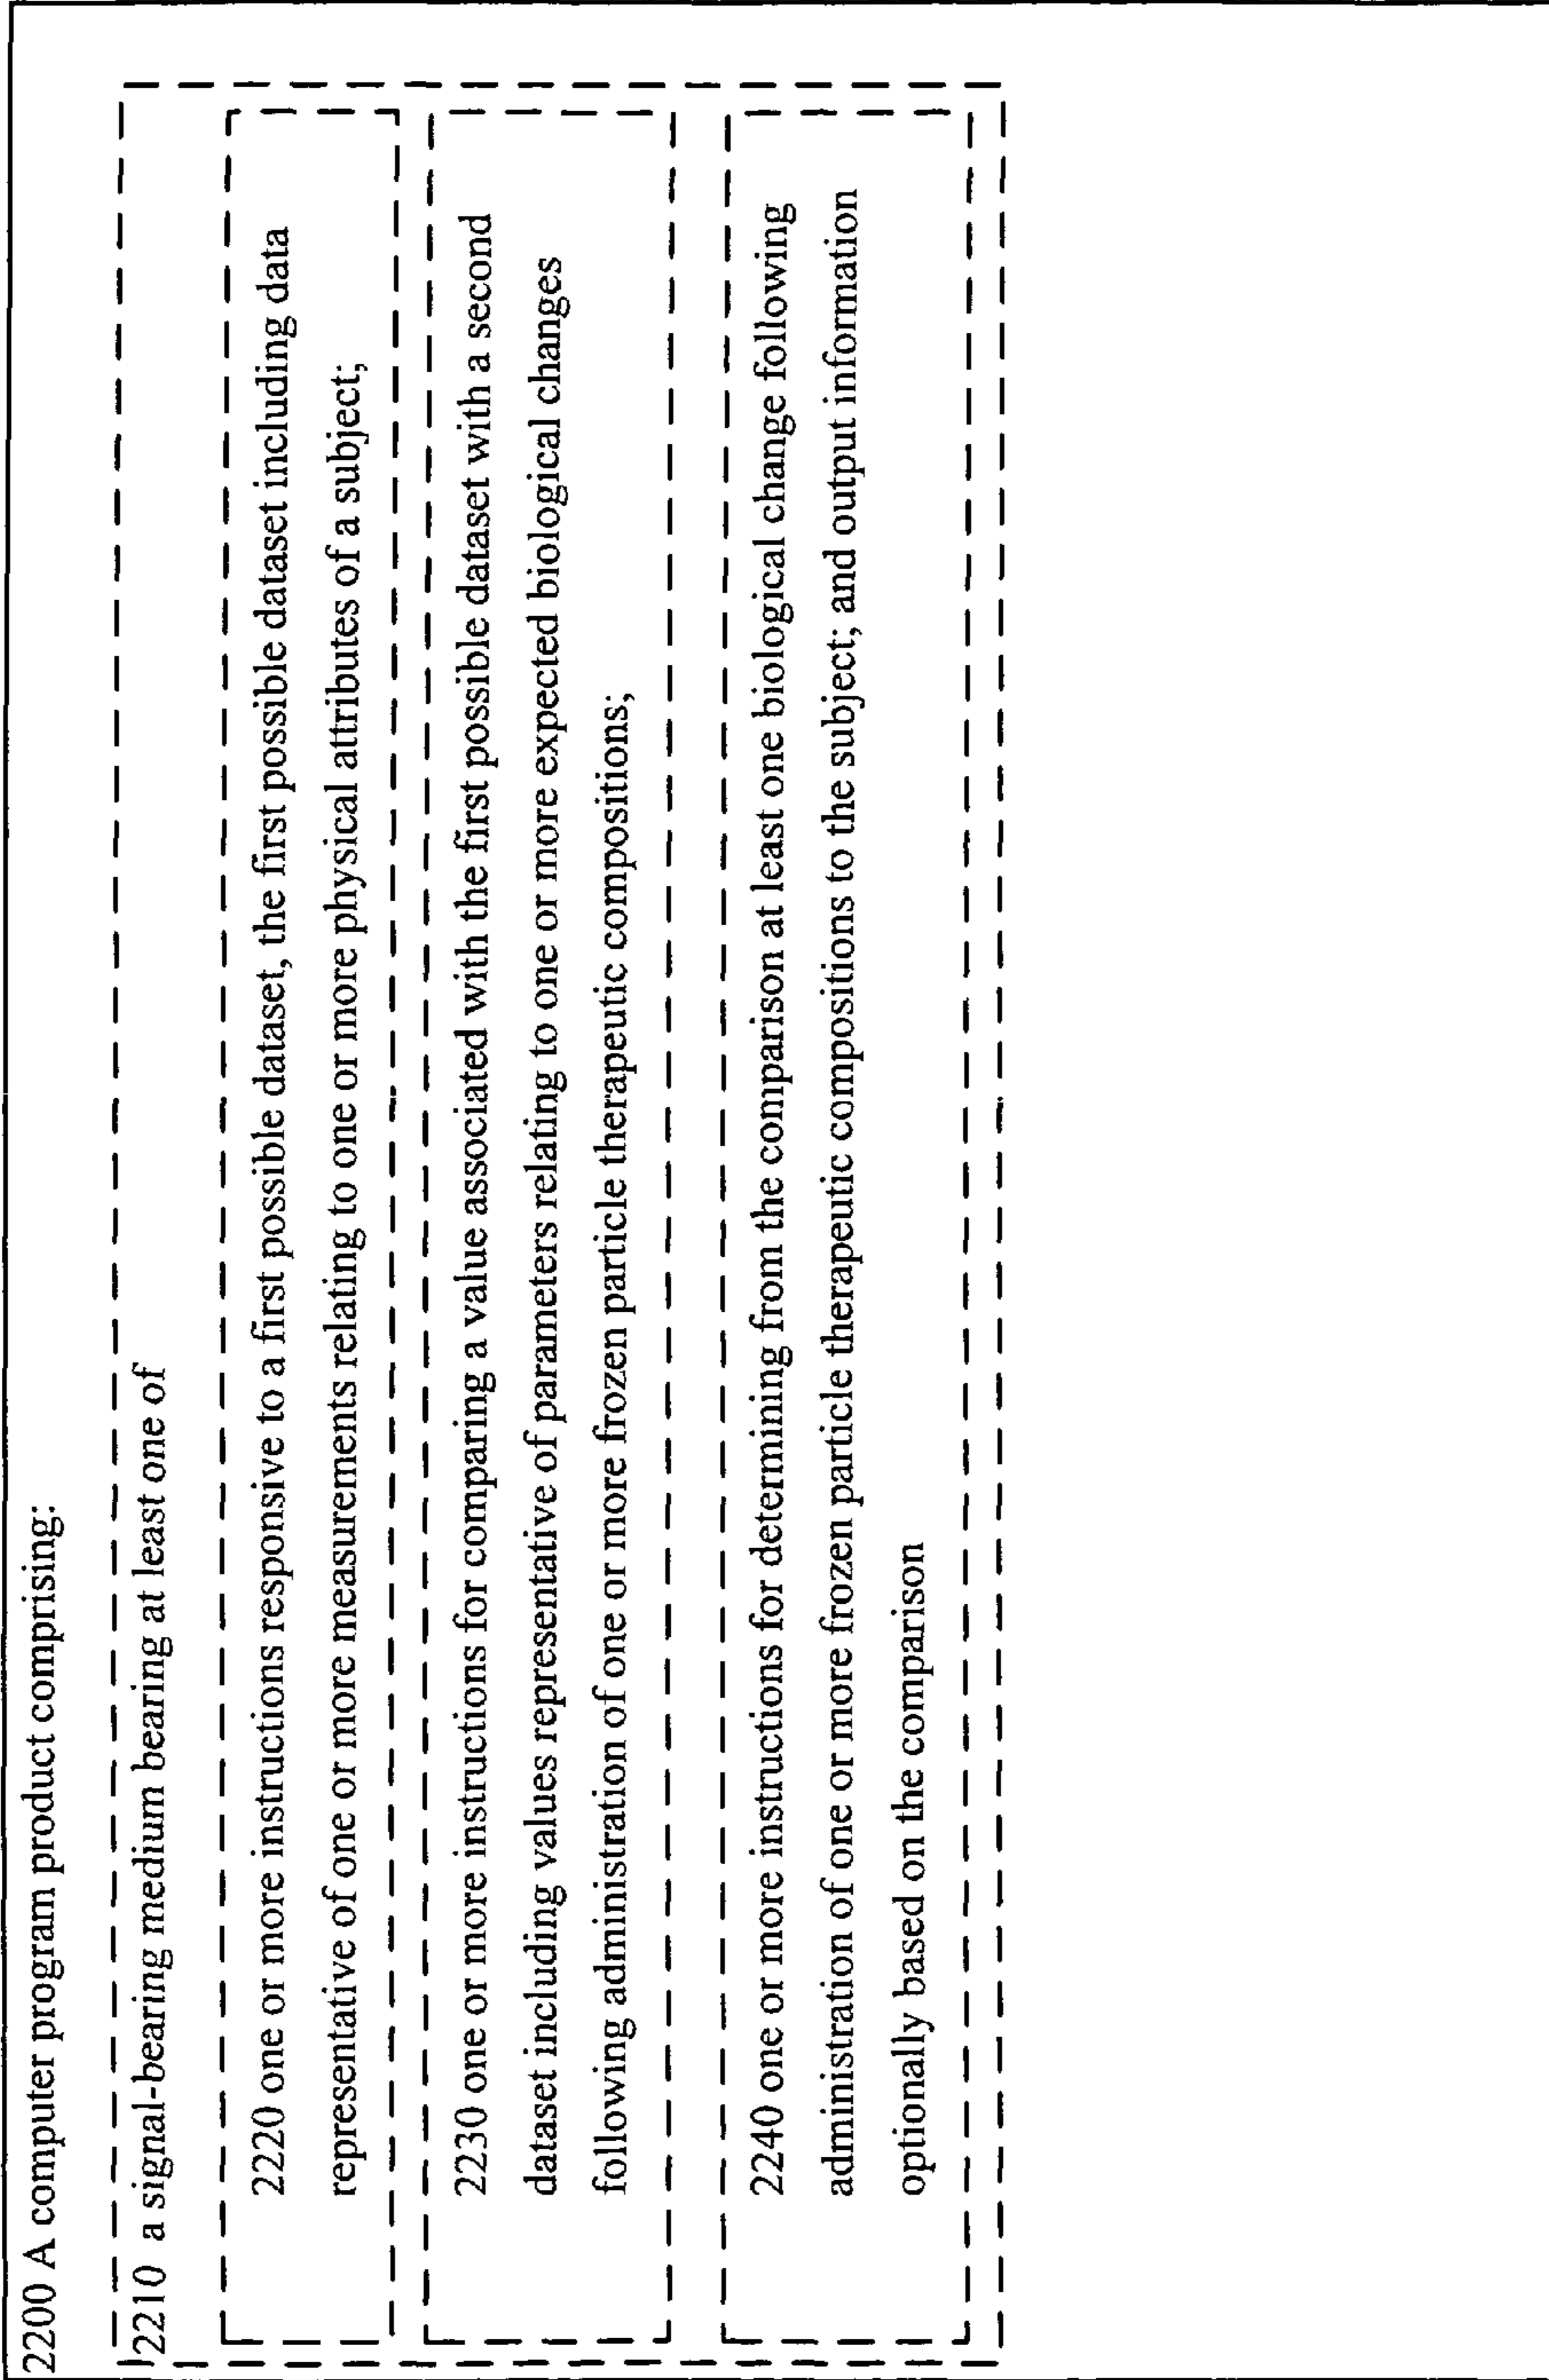 2200 A computer program product comprising:
2210 a signal-bearing medium bearing at least one of
2220 one or more instructions responsive to a first possible dataset, the first possible dataset including data
representative of one or more measurements relating to one or more physical attributes of a subject;
2230 one or more instructions for comparing a value associated with the first possible dataset with a second
dataset including values representative of parameters relating to one or more expected biological changes
following administration of one or more frozen particle therapeutic compositions;
2240 one or more instructions for determining from the comparison at least one biological change following
administration of one or more frozen particle therapeutic compositions to the subject; and output information
optionally based on the comparison